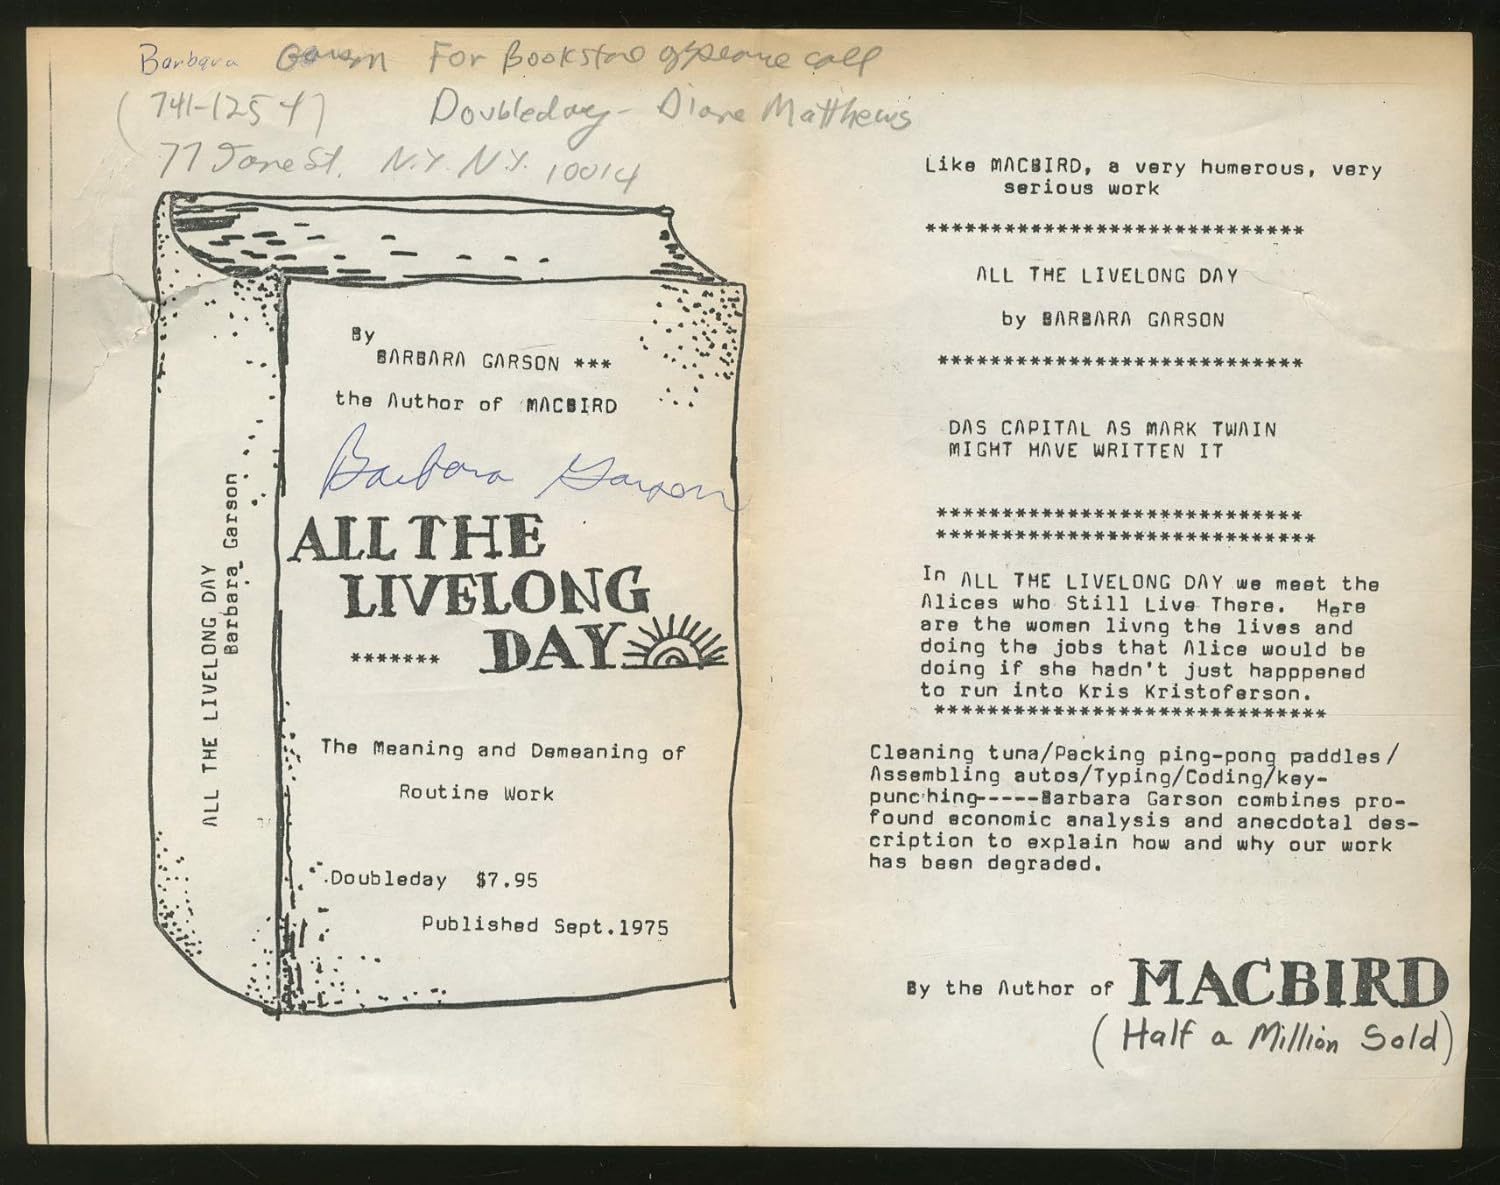 Barbara Garson For Bookstore appearance call
(741-1254) Doubleday - Diane Matthews
77 Jane St. N.Y. N.Y. 10014
By
BARBARA GARSON ***
the Author of MACBIRD
Barbara Garson
ALL THE
LIVELONG
******* DAY
The Meaning and Demeaning of
Routine Work
Doubleday $7.95
Published Sept.1975
ALL THE LIVELONG DAY
Barbara Garson
Like MACBIRD, a very humerous, very
serious work
*****************************
ALL THE LIVELONG DAY
by BARBARA GARSON
****************************
DAS CAPITAL AS MARK TWAIN
MIGHT HAVE WRITTEN IT
****************************
*****************************
In ALL THE LIVELONG DAY we meet the
Alices who Still Live There. Here
are the women livng the lives and
doing the jobs that Alice would be
doing if she hadn't just happpened
to run into Kris Kristoferson.
******************************
Cleaning tuna/Packing ping-pong paddles/
Assembling autos/Typing/Coding/key-
punching-----Barbara Garson combines pro-
found economic analysis and anecdotal des-
cription to explain how and why our work
has been degraded.
By the Author of MACBIRD
(Half a Million Sold)